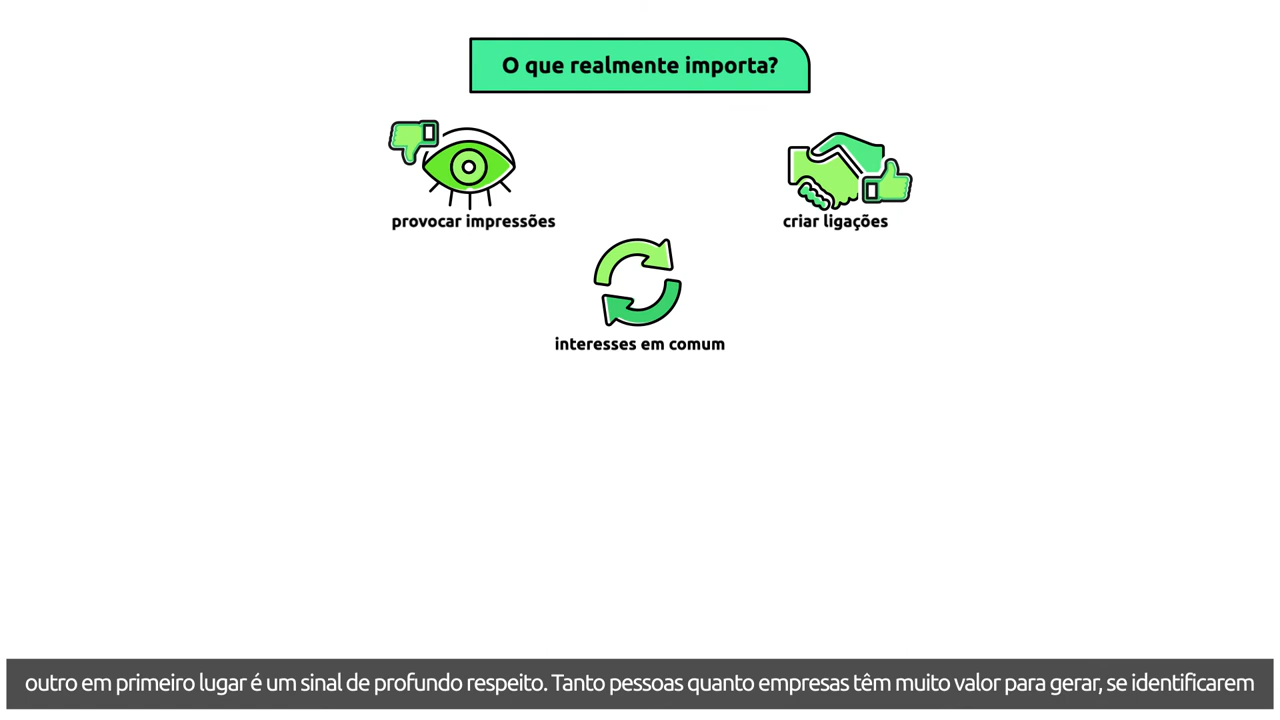 O que realmente importa?
provocar impressões
criar ligações
interesses em comum
outro em primeiro lugar é um sinal de profundo respeito. Tanto pessoas quanto empresas têm muito valor para gerar, se identificarem